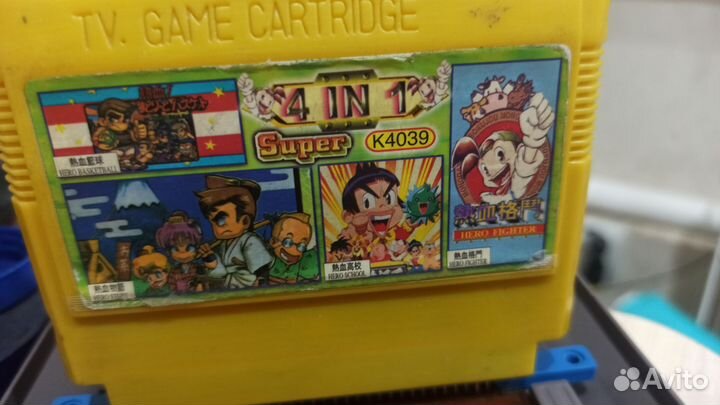 TV. GAME CARTRIDGE
4 IN 1
Super
K4039
熱血籃球
HERO BASKETBALL
熱血物語
熱血高校
HERO SCHOOL
熱血格鬥
HERO FIGHTER
熱血格鬥
HERO FIGHTER
Avito